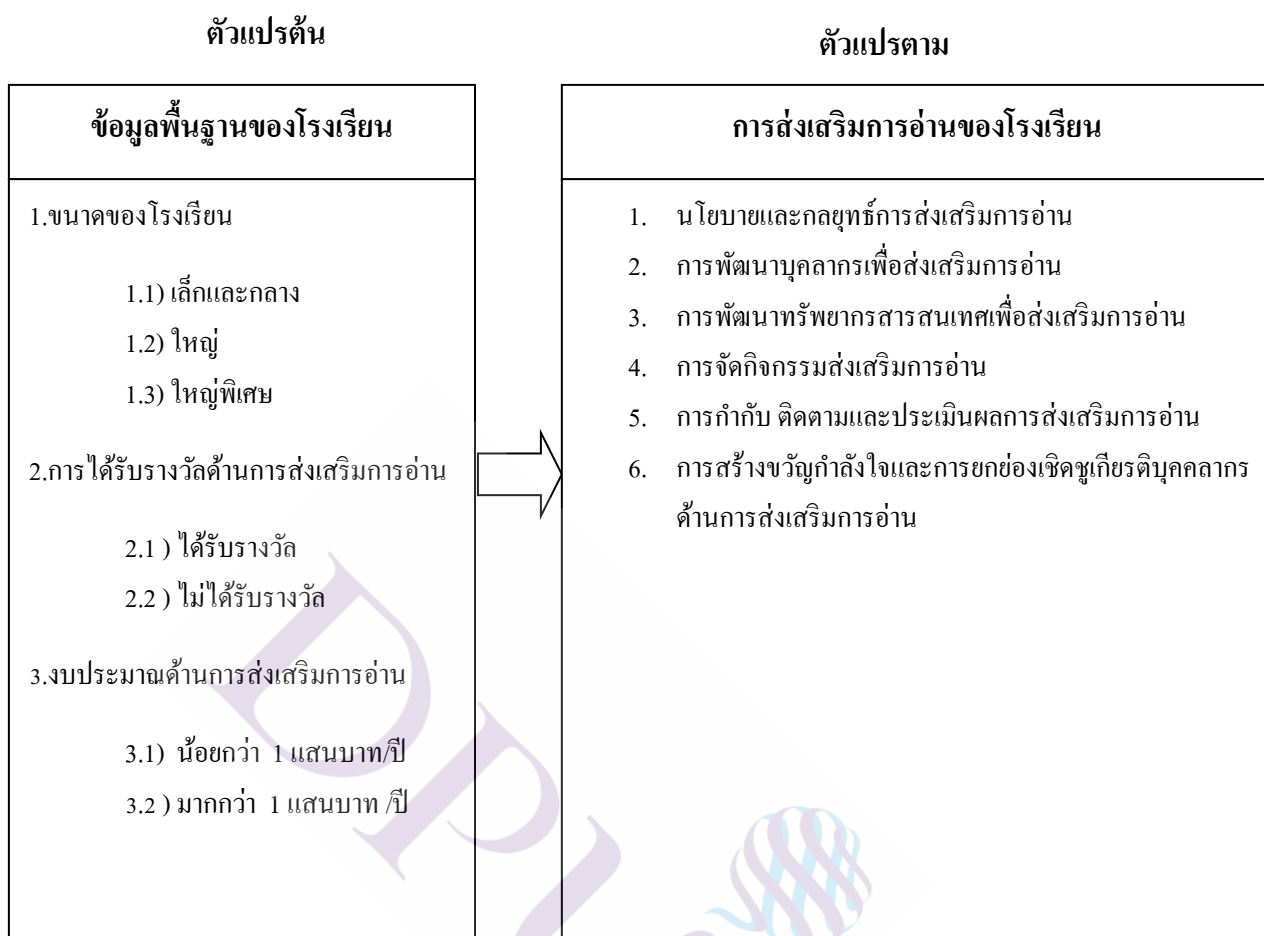 ตัวแปรต้น
ตัวแปรตาม
ข้อมูลพื้นฐานของโรงเรียน
1.ขนาดของโรงเรียน
1.1) เล็กและกลาง
1.2) ใหญ่
1.3) ใหญ่พิเศษ
2.การได้รับรางวัลด้านการส่งเสริมการอ่าน
2.1 ) ได้รับรางวัล
2.2 ) ไม่ได้รับรางวัล
3.งบประมาณด้านการส่งเสริมการอ่าน
3.1) น้อยกว่า 1 แสนบาท/ปี
3.2 ) มากกว่า 1 แสนบาท /ปี
การส่งเสริมการอ่านของโรงเรียน
1. นโยบายและกลยุทธ์การส่งเสริมการอ่าน
2. การพัฒนาบุคลากรเพื่อส่งเสริมการอ่าน
3. การพัฒนาทรัพยากรสารสนเทศเพื่อส่งเสริมการอ่าน
4. การจัดกิจกรรมส่งเสริมการอ่าน
5. การกำกับ ติดตามและประเมินผลการส่งเสริมการอ่าน
6. การสร้างขวัญกำลังใจและการยกย่องเชิดชูเกียรติบุคคลากร
ด้านการส่งเสริมการอ่าน